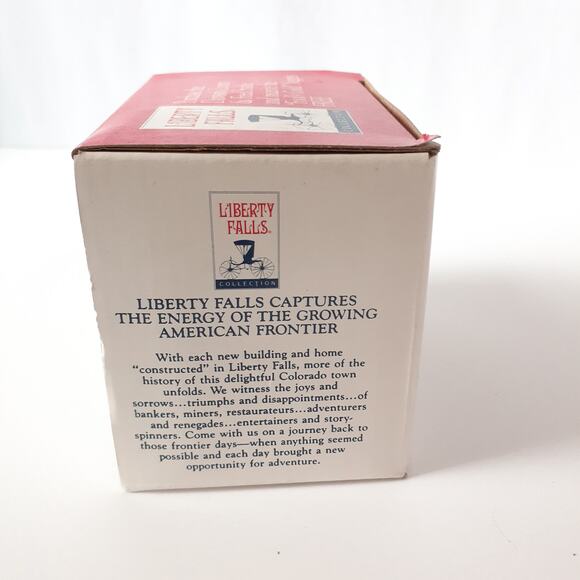 LIBERTY
FALLS
COLLECTION
LIBERTY
FALLS®
COLLECTION
LIBERTY FALLS CAPTURES
THE ENERGY OF THE GROWING
AMERICAN FRONTIER
With each new building and home
“constructed” in Liberty Falls, more of the
history of this delightful Colorado town
unfolds. We witness the joys and
sorrows...triumphs and disappointments...of
bankers, miners, restaurateurs...adventurers
and renegades...entertainers and story-
spinners. Come with us on a journey back to
those frontier days—when anything seemed
possible and each day brought a new
opportunity for adventure.